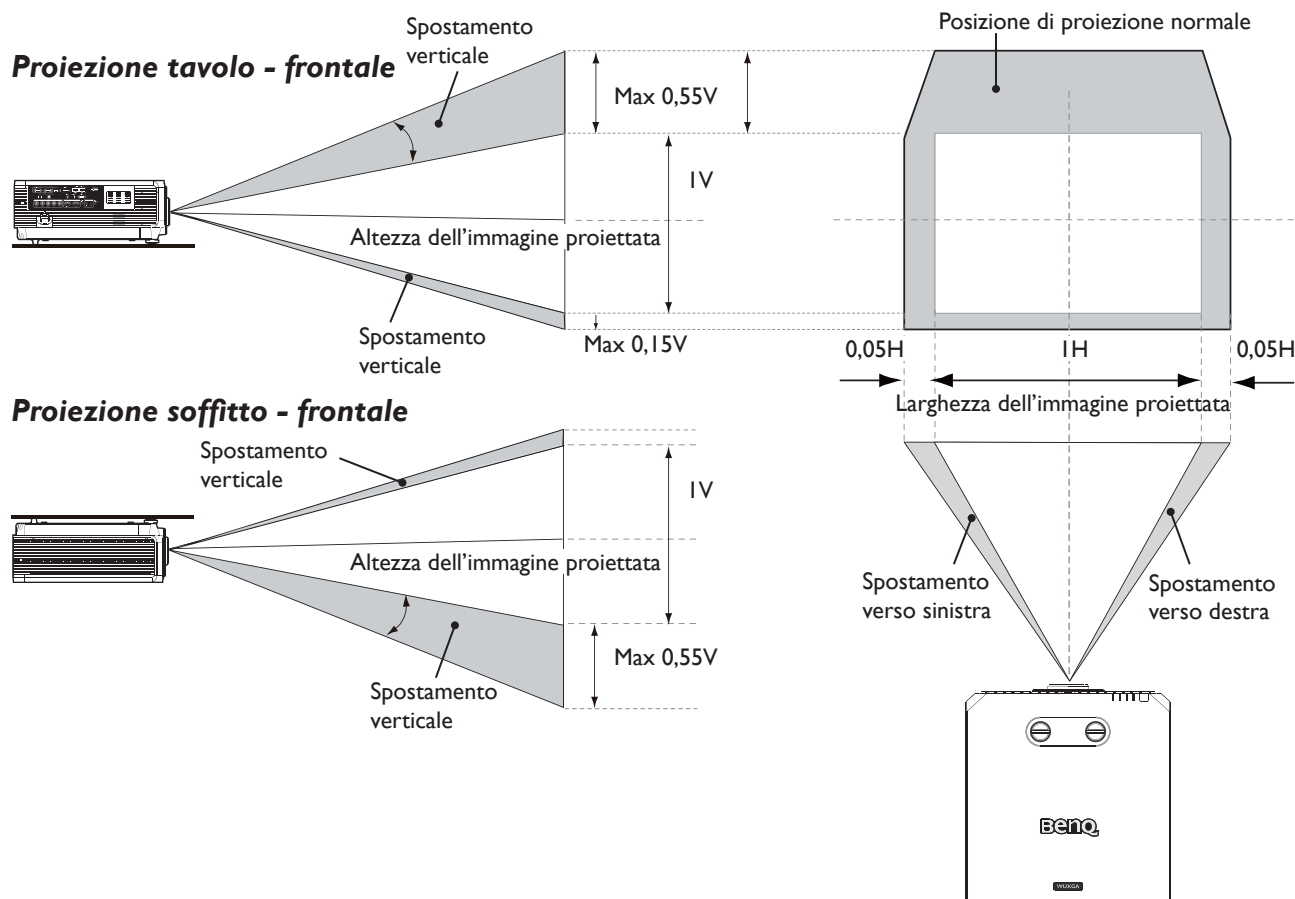 Proiezione tavolo - frontale
Spostamento
verticale
Posizione di proiezione normale
Max 0,55V
1V
Altezza dell'immagine proiettata
Spostamento
verticale
Max 0,15V
0,05H
1H
0,05H
Larghezza dell'immagine proiettata
Proiezione soffitto - frontale
Spostamento
verticale
1V
Altezza dell'immagine proiettata
Max 0,55V
Spostamento
verticale
Spostamento
verso sinistra
Spostamento
verso destra
BenQ
WUXGA